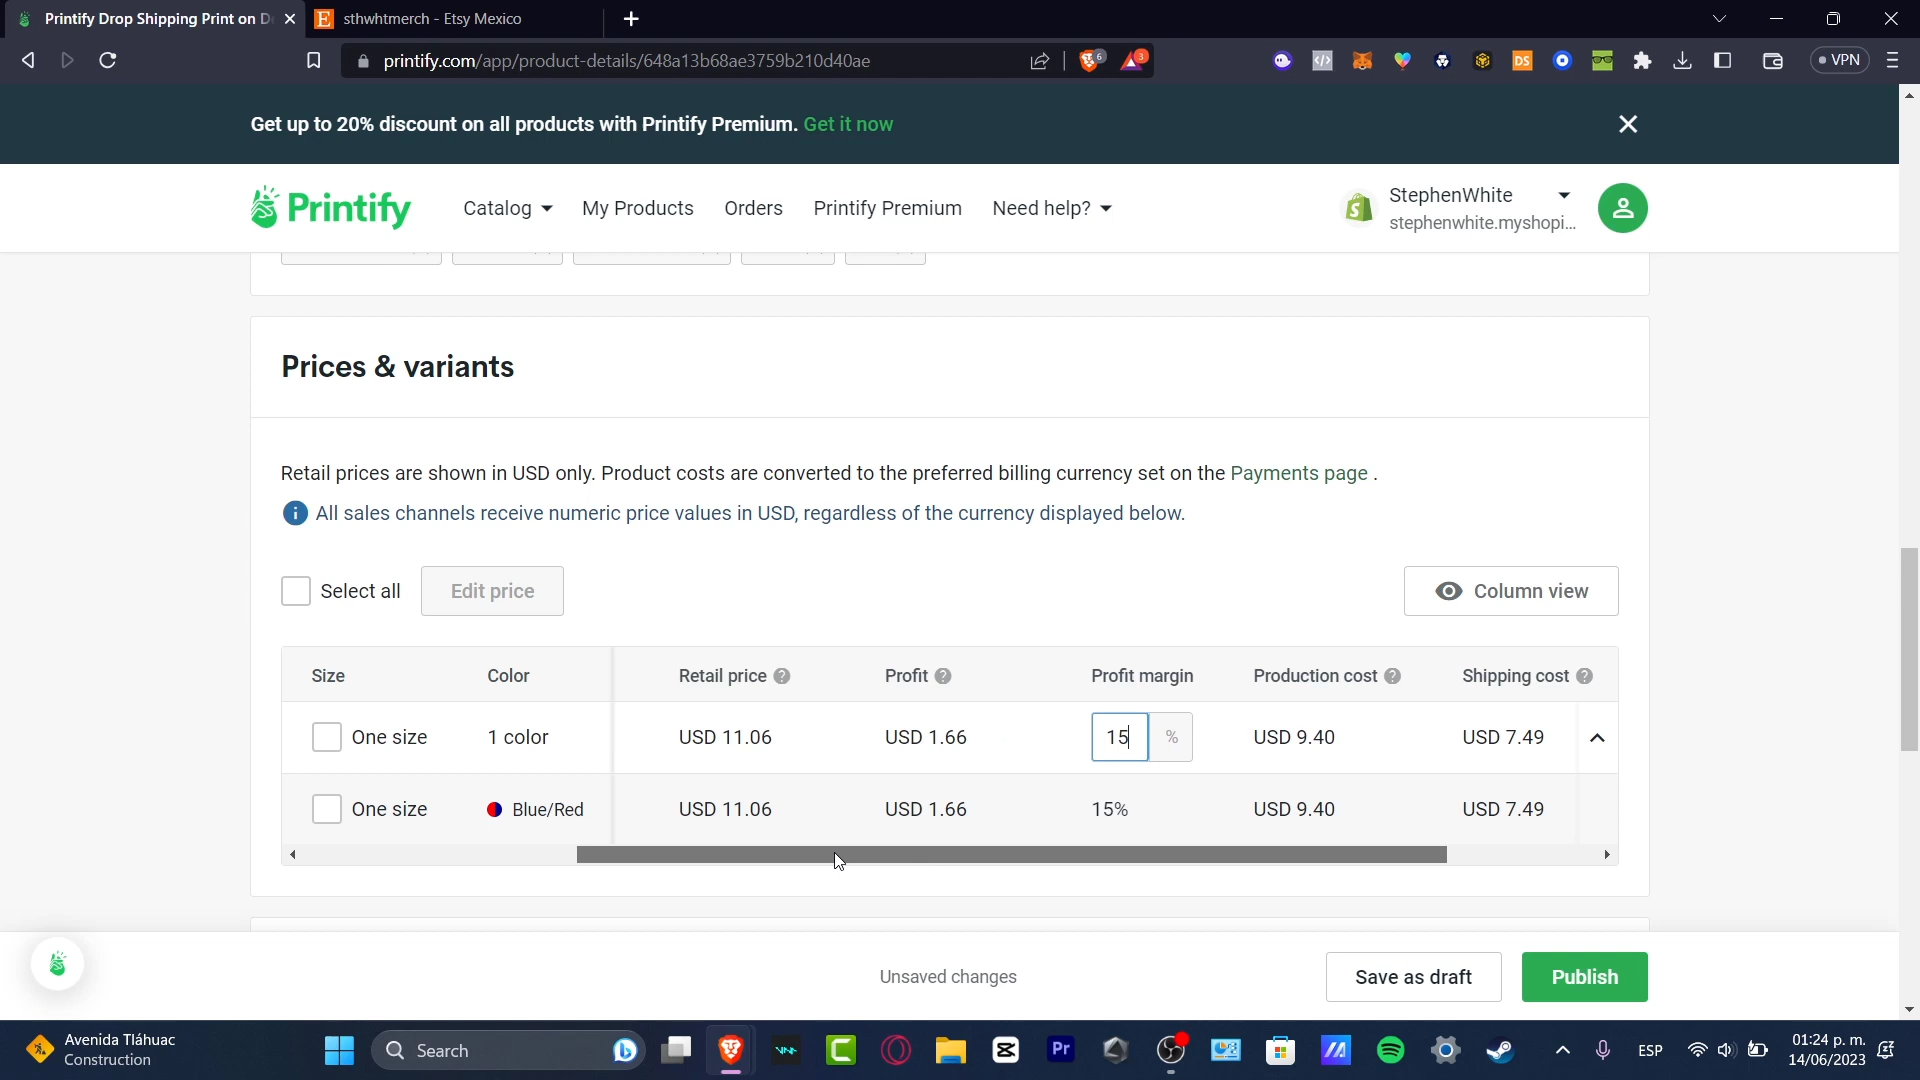 Printify Drop Shipping Print on D
sthwhtmerch - Etsy Mexico
printify.com/app/product-details/648a13b68ae3759b210d40ae
6
3
DS
VPN
Get up to 20% discount on all products with Printify Premium. Get it now
Printify
Catalog
My Products
Orders
Printify Premium
Need help?
StephenWhite
stephenwhite.myshopi...
Prices & variants
Retail prices are shown in USD only. Product costs are converted to the preferred billing currency set on the Payments page .
All sales channels receive numeric price values in USD, regardless of the currency displayed below.
Select all
Edit price
Column view
Size Color Retail price Profit Profit margin Production cost Shipping cost
One size 1 color USD 11.06 USD 1.66 15 % USD 9.40 USD 7.49
One size Blue/Red USD 11.06 USD 1.66 15% USD 9.40 USD 7.49
Unsaved changes
Save as draft
Publish
Avenida Tláhuac
Construction
Search
Pr
ESP
01:24 p. m.
14/06/2023